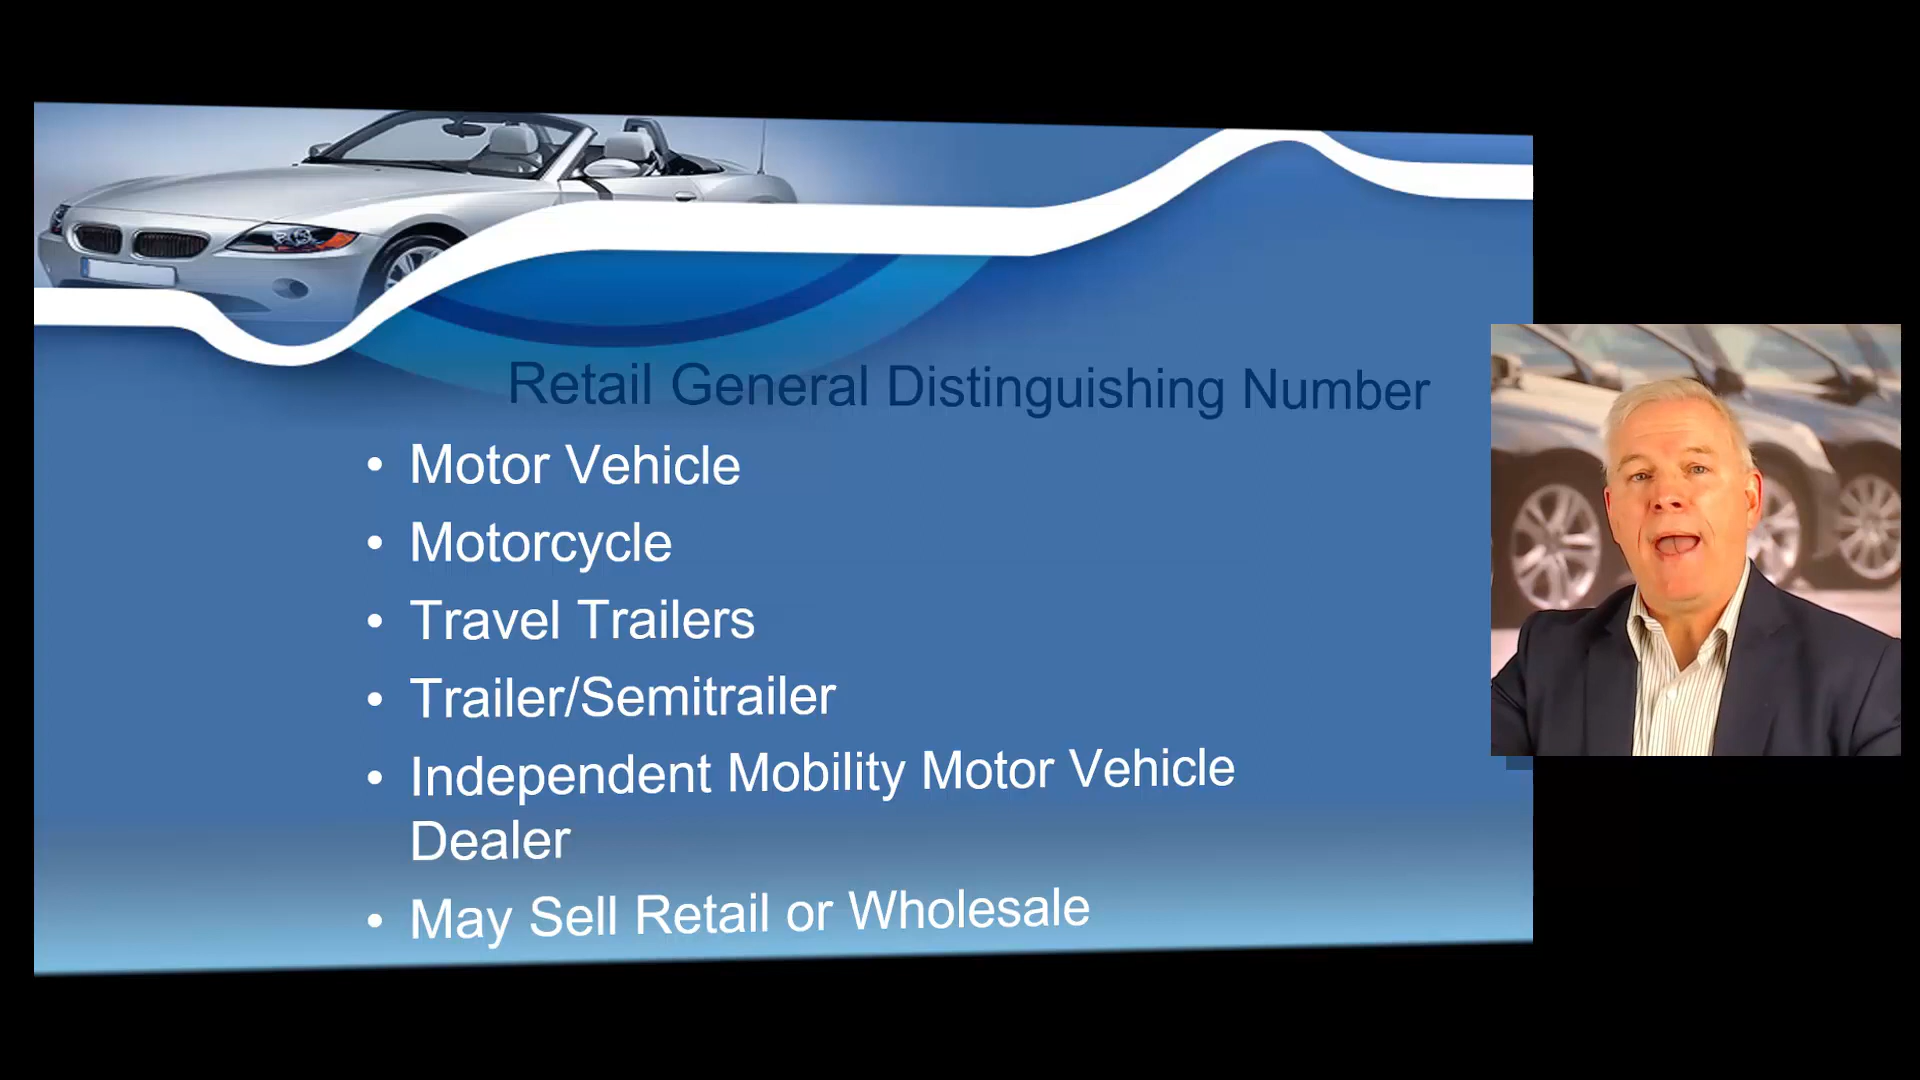 Retail General Distinguishing Number
• Motor Vehicle
• Motorcycle
• Travel Trailers
• Trailer/Semitrailer
• Independent Mobility Motor Vehicle
Dealer
• May Sell Retail or Wholesale